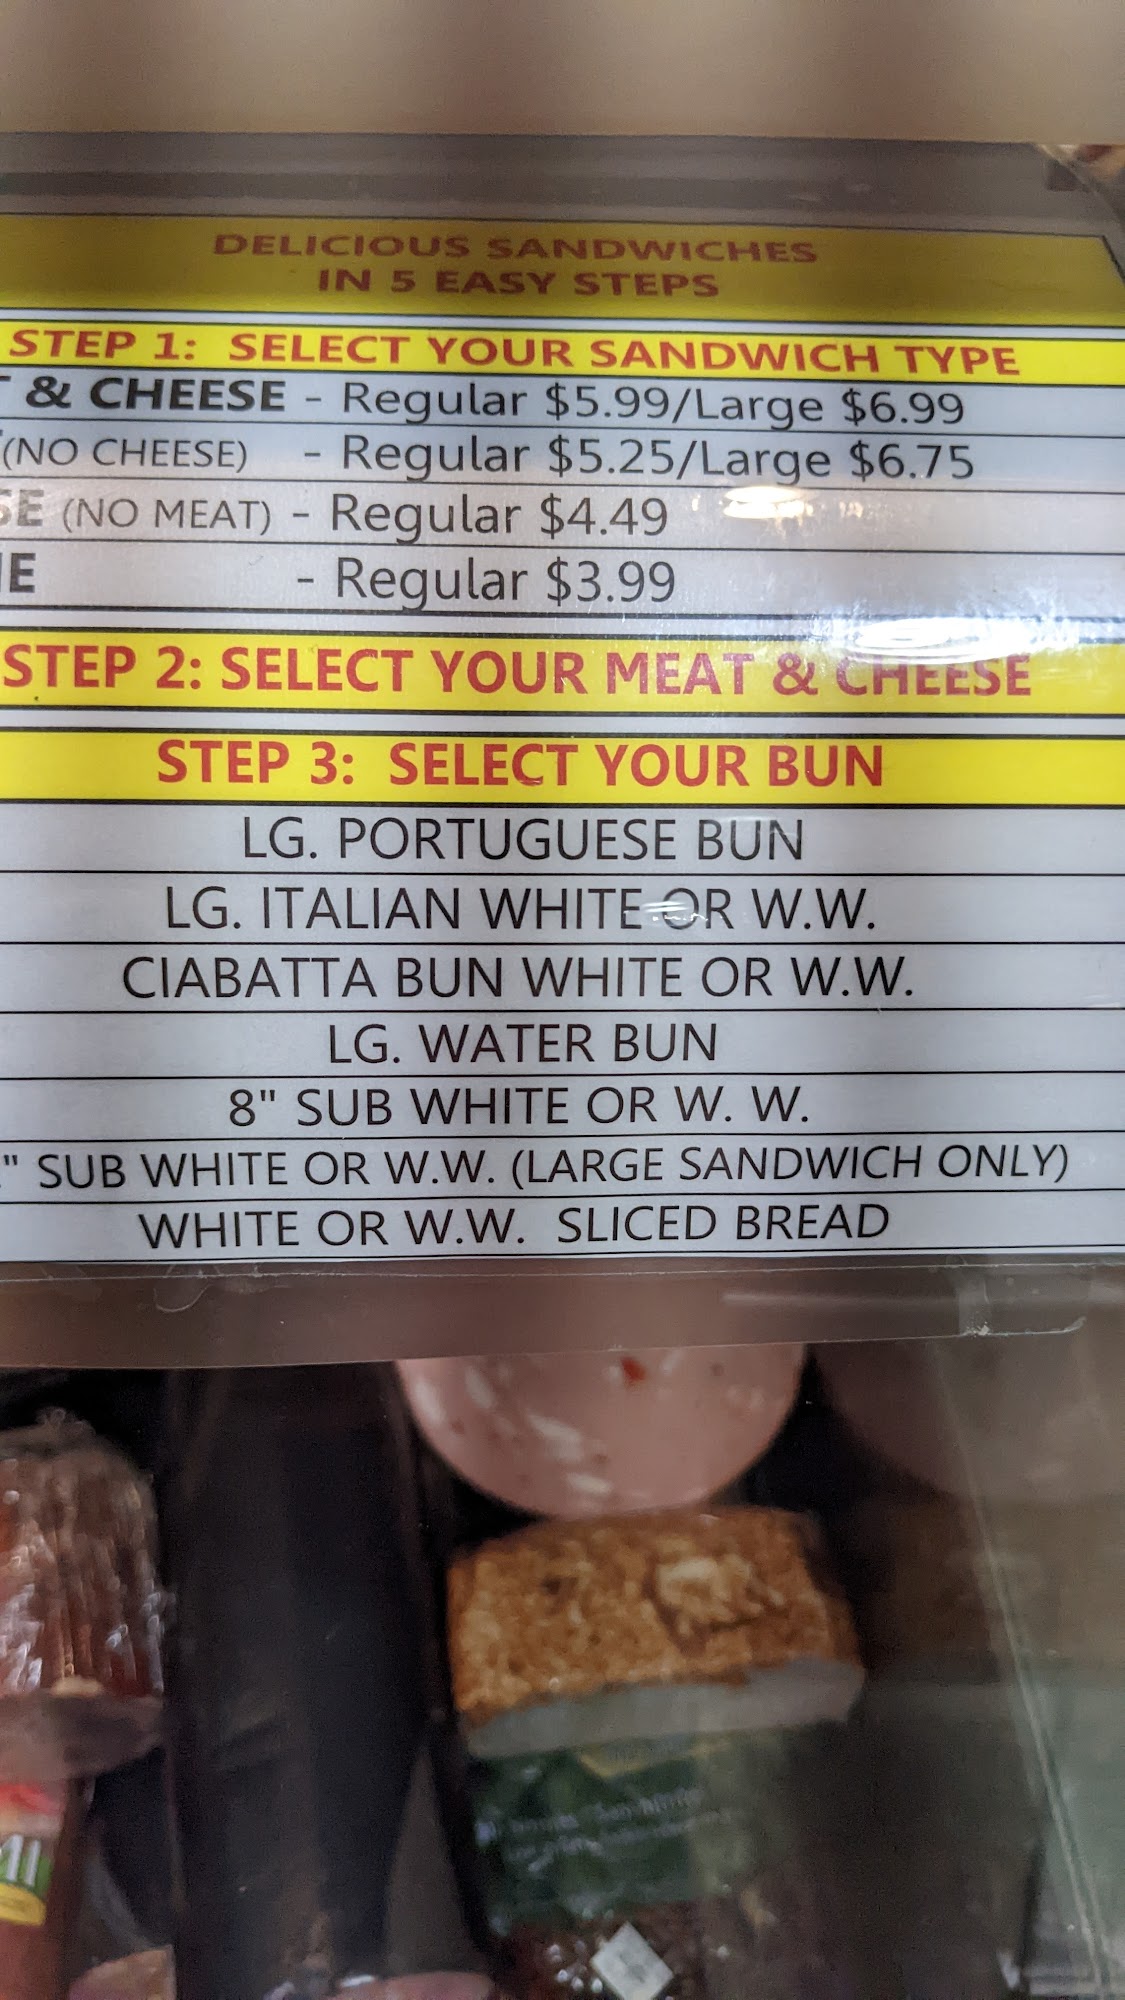 DELICIOUS SANDWICHES
IN 5 EASY STEPS
STEP 1: SELECT YOUR SANDWICH TYPE
& CHEESE - Regular $5.99/Large $6.99
(NO CHEESE) - Regular $5.25/Large $6.75
(NO MEAT) - Regular $4.49
- Regular $3.99
STEP 2: SELECT YOUR MEAT & CHEESE
STEP 3: SELECT YOUR BUN
LG. PORTUGUESE BUN
LG. ITALIAN WHITE OR W.W.
CIABATTA BUN WHITE OR W.W.
LG. WATER BUN
8" SUB WHITE OR W. W.
" SUB WHITE OR W.W. (LARGE SANDWICH ONLY)
WHITE OR W.W. SLICED BREAD